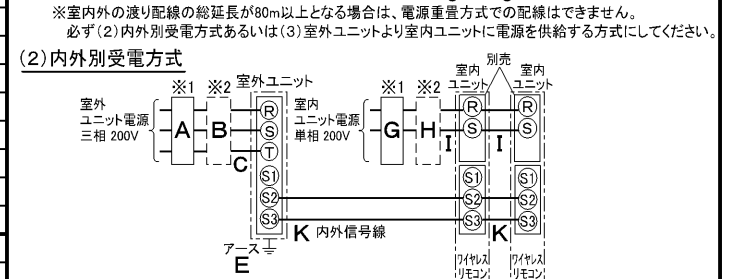 ※室内外の渡り配線の総延長が80m以上となる場合は、電源重畳方式での配線はできません。
必ず(2)内外別受電方式あるいは(3)室外ユニットより室内ユニットに電源を供給する方式にしてください。
(2)内外別受電方式
※1 ※2 室外ユニット
室外
ユニット電源
三相 200V
A B C
R
S
T
S1
S2
S3
アース
E
K 内外信号線
※1 ※2
室内
ユニット
別売
室内
ユニット
室内
ユニット電源
単相 200V
G H I I
R R
S S
S1 S1
S2 S2
S3 K S3
ワイヤレス
リモコン
ワイヤレス
リモコン